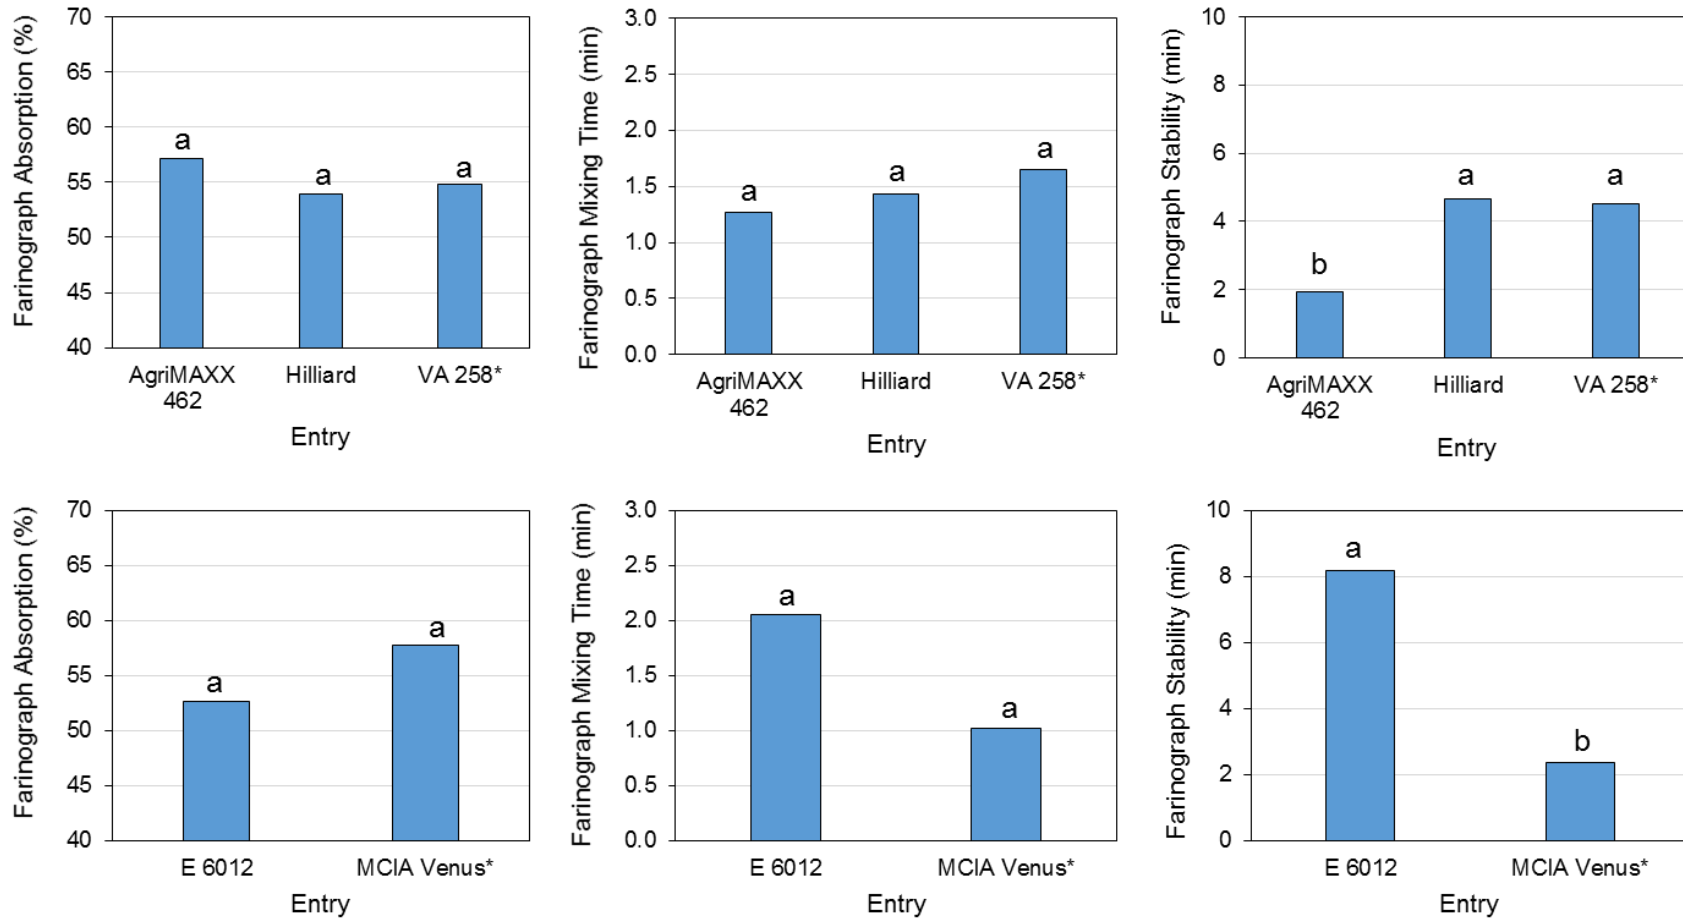 Farinograph Absorption (%)
70
65
60
55
50
45
40
a
a
a
AgriMAXX
462
Hilliard
VA 258*
Entry
Farinograph Mixing Time (min)
3.0
2.5
2.0
1.5
1.0
0.5
0.0
a
a
a
AgriMAXX
462
Hilliard
VA 258*
Entry
Farinograph Stability (min)
10
8
6
4
2
0
b
a
a
AgriMAXX
462
Hilliard
VA 258*
Entry
Farinograph Absorption (%)
70
65
60
55
50
45
40
a
a
E 6012
MCIA Venus*
Entry
Farinograph Mixing Time (min)
3.0
2.5
2.0
1.5
1.0
0.5
0.0
a
a
E 6012
MCIA Venus*
Entry
Farinograph Stability (min)
10
8
6
4
2
0
a
b
E 6012
MCIA Venus*
Entry